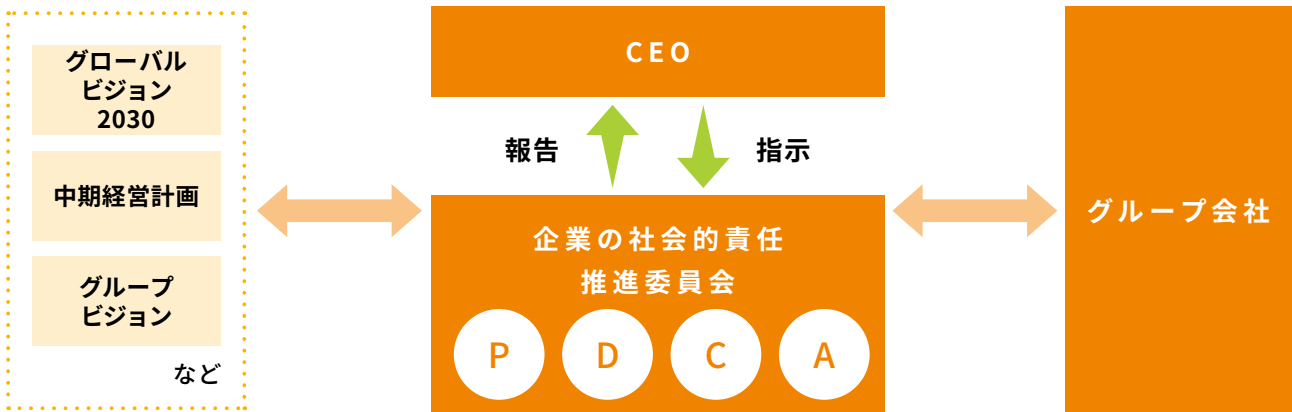 グローバル
ビジョン
2030
中期経営計画
グループ
ビジョン
など
CEO
報告
指示
企業の社会的責任
推進委員会
P D C A
グループ会社